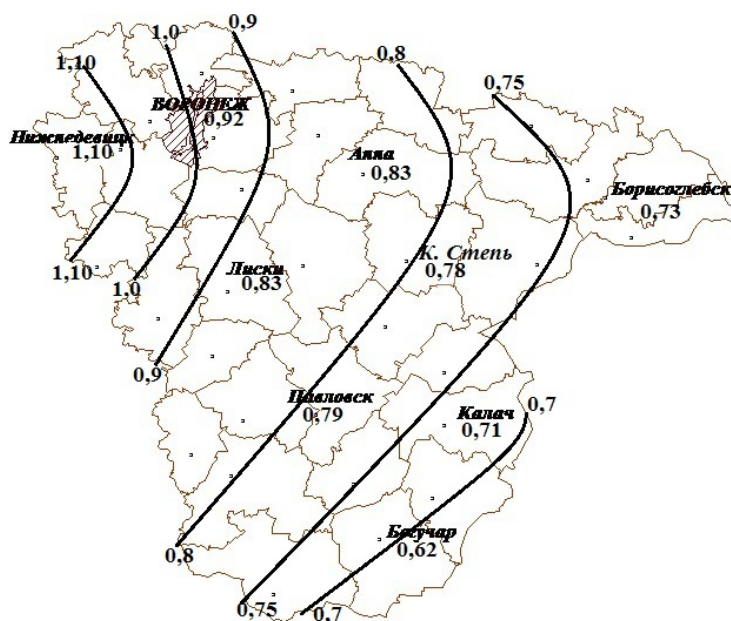 0,9
1,0
0,8
1,10
0,75
ВОРОНЕЖ
0,92
Нижнедевицк
1,10
Анна
0,83
Борисоглебск
0,73
К. Степь
0,78
1,10
1,0
Лиски
0,83
0,9
Павловск
0,79
Калач
0,71
0,7
Богучар
0,62
0,8
0,75
0,7